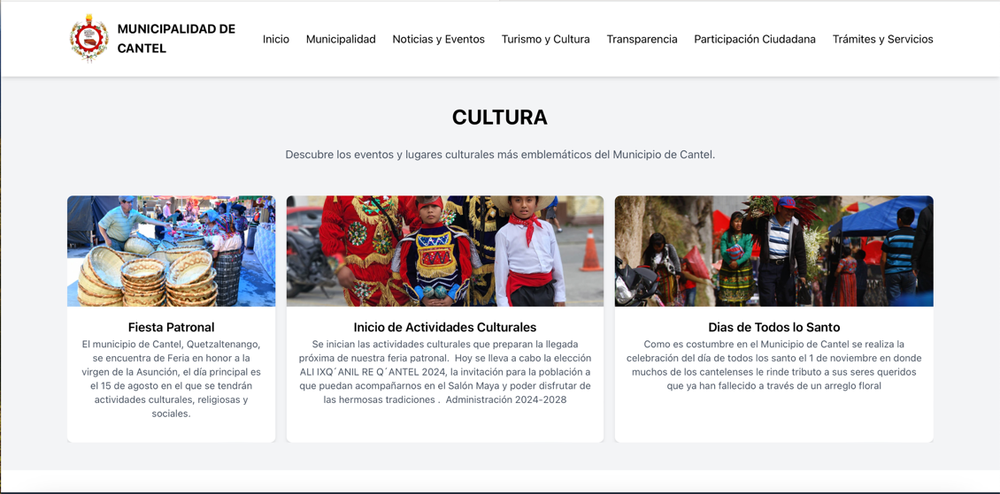 MUNICIPALIDAD DE
CANTEL
Inicio Municipalidad Noticias y Eventos Turismo y Cultura Transparencia Participación Ciudadana Trámites y Servicios
CULTURA
Descubre los eventos y lugares culturales más emblemáticos del Municipio de Cantel.
Fiesta Patronal
El municipio de Cantel, Quetzaltenango,
se encuentra de Feria en honor a la
virgen de la Asunción, el día principal es
el 15 de agosto en el que se tendrán
actividades culturales, religiosas y
sociales.
Inicio de Actividades Culturales
Se inician las actividades culturales que preparan la llegada
próxima de nuestra feria patronal.  Hoy se lleva a cabo la elección
ALI IXQ´ANIL RE Q´ANTEL 2024, la invitación para la población a
que puedan acompañarnos en el Salón Maya y poder disfrutar de
las hermosas tradiciones .  Administración 2024-2028
Dias de Todos lo Santo
Como es costumbre en el Municipio de Cantel se realiza la
celebración del día de todos los santo el 1 de noviembre en donde
muchos de los cantelenses le rinde tributo a sus seres queridos
que ya han fallecido a través de un arreglo floral